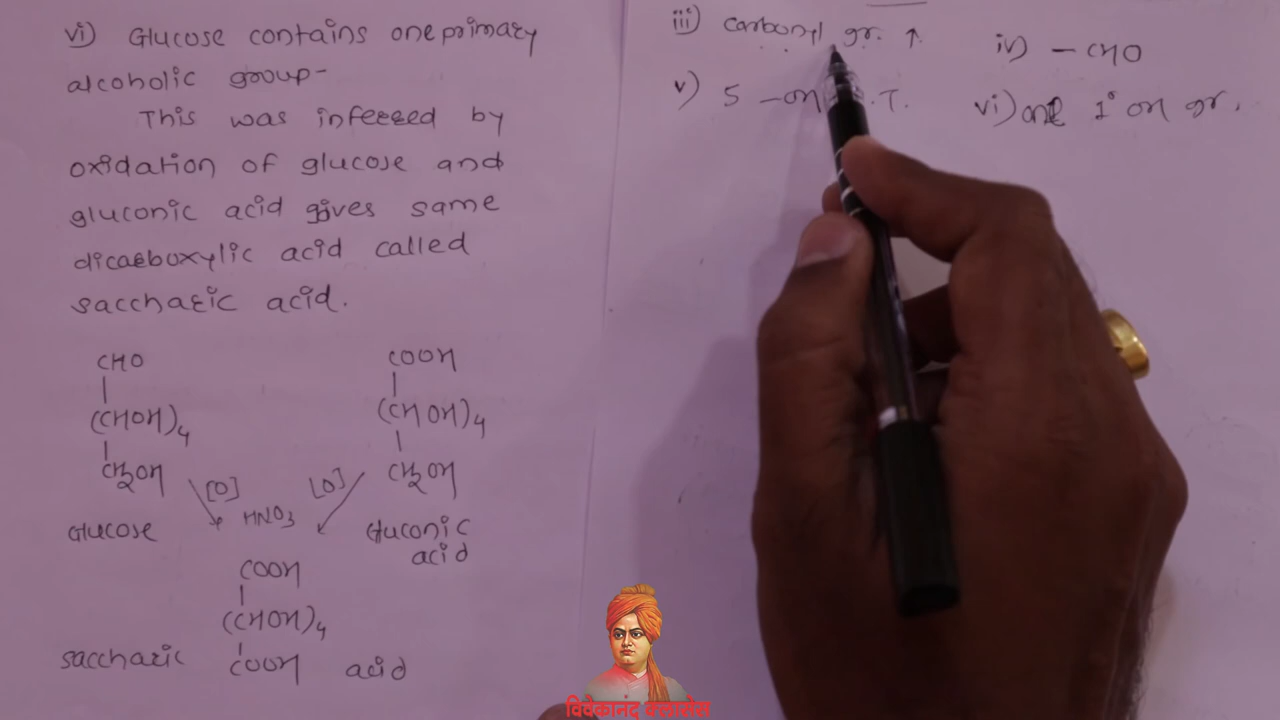 vi) Glucose contains one primary
alcoholic group-
This was inferred by
oxidation of glucose and
gluconic acid gives same
dicarboxylic acid called
saccharic acid.
CHO
(CHOH)4
CH2OH
Glucose
[O]
HNO3
[O]
COOH
(CHOH)4
CH2OH
Gluconic
acid
COOH
(CHOH)4
COOH
saccharic acid
iii) carbonyl gr. ↑
iv) -CHO
v) 5 -OH .T.
vi) one 1° OH gr.
विवेकानंद क्लासेस